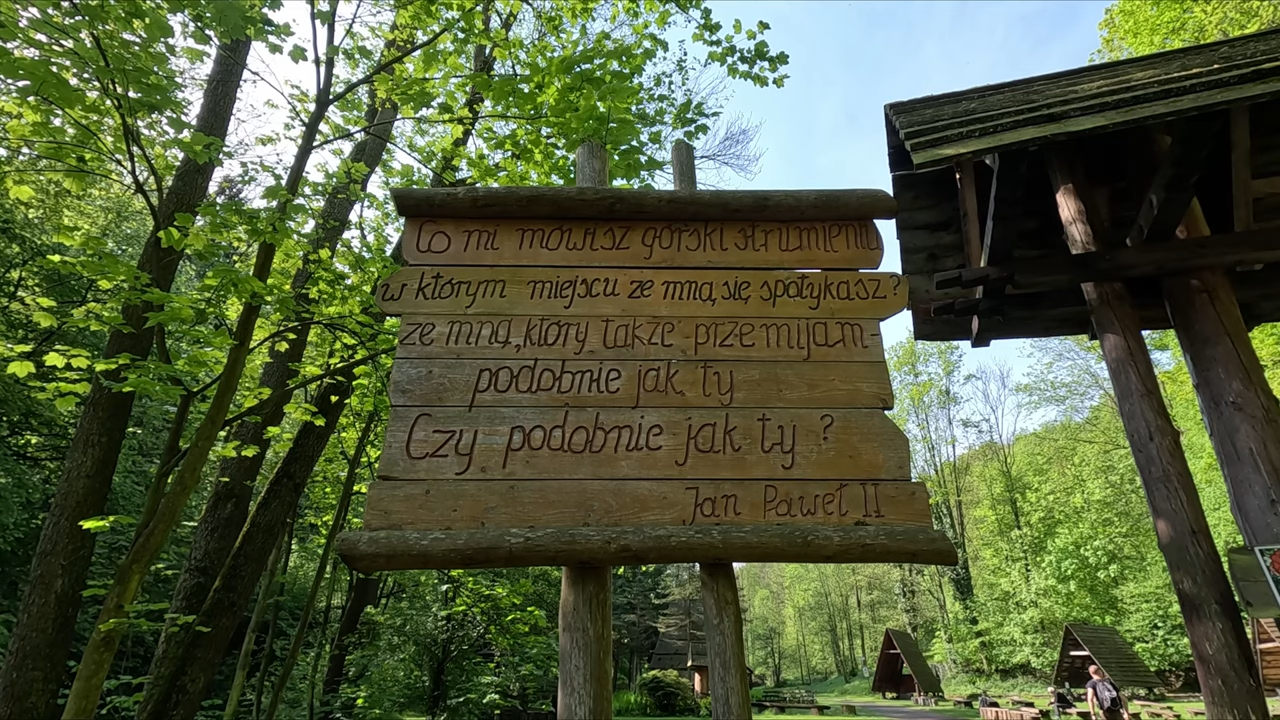 Co mi mówisz górski strumieniu
w którym miejscu ze mną się spotykasz?
ze mną, który także przemijam-
podobnie jak ty
Czy podobnie jak ty?
Jan Paweł II